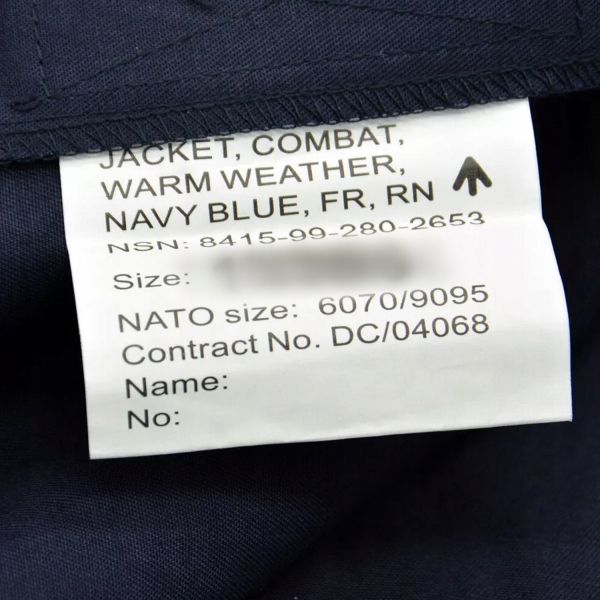 JACKET, COMBAT,
WARM WEATHER,
NAVY BLUE, FR, RN
NSN: 8415-99-280-2653
Size:
NATO size: 6070/9095
Contract No. DC/04068
Name:
No: